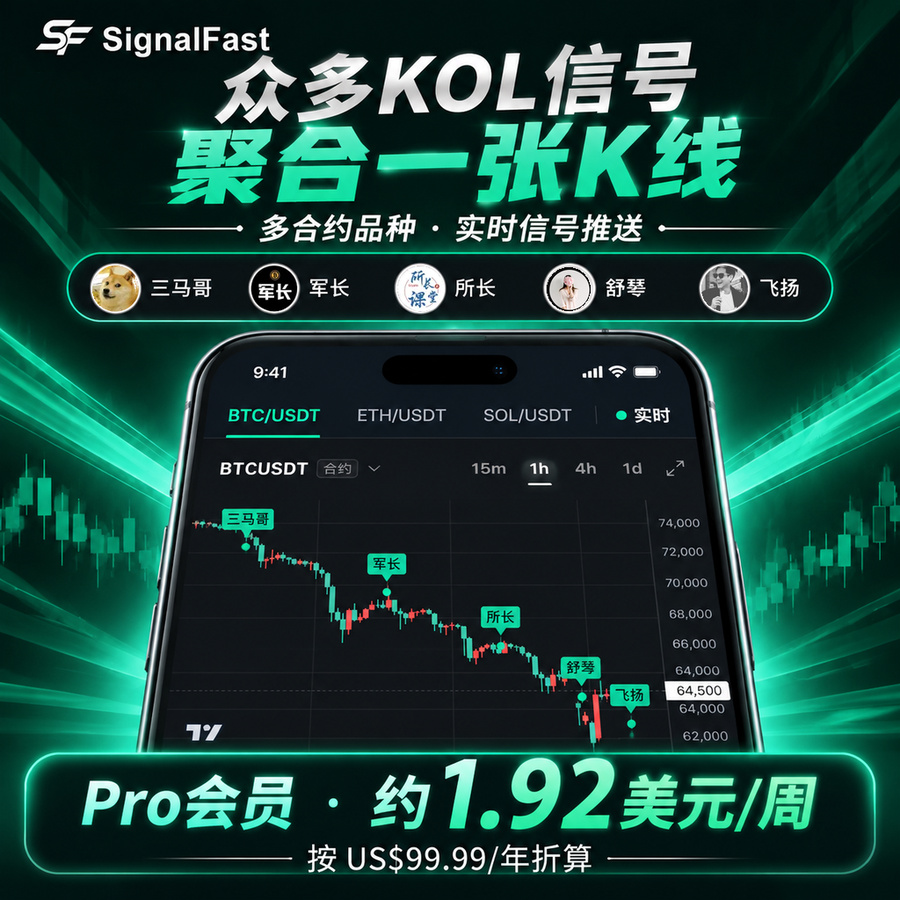 SF SignalFast
众多KOL信号
聚合一张K线
多合约品种 · 实时信号推送
三马哥 军长 军长 所长课堂 所长 舒琴 飞扬
9:41
BTC/USDT ETH/USDT SOL/USDT 实时
BTCUSDT 合约 15m 1h 4h 1d
三马哥
74,000
72,000
军长
70,000
68,000
所长
66,000
舒琴
64,000
飞扬
64,500
64,000
62,000
Pro会员 · 约1.92美元/周
按 US$99.99/年折算